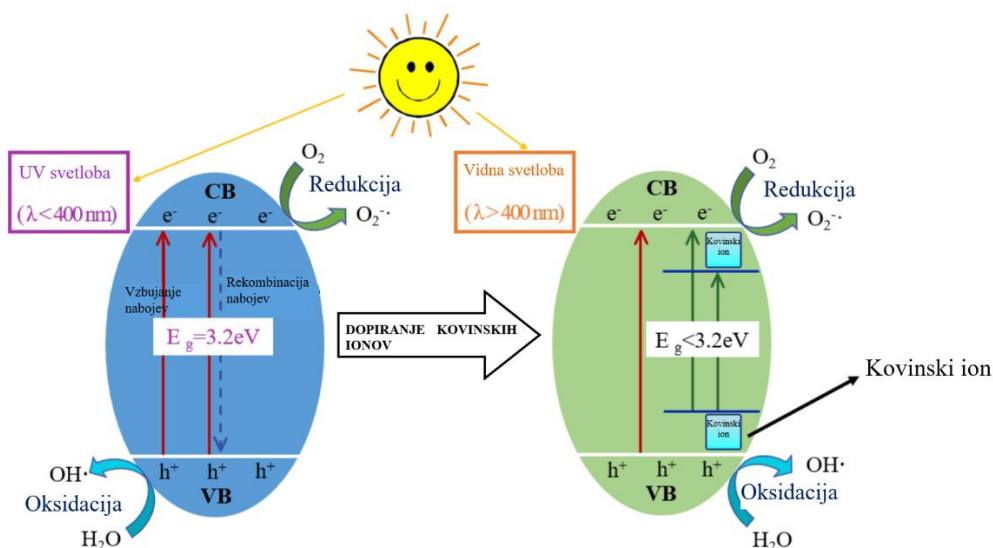 UV svetloba
(λ<400 nm)
CB
e- e- e-
O2
Redukcija
O2-·
Vzbujanje
nabojev
Rekombinacija
nabojev
E g=3.2eV
h+ h+ h+
VB
OH·
Oksidacija
H2O
DOPIRANJE KOVINSKIH
IONOV
Vidna svetloba
(λ>400 nm)
CB
e- e- e-
O2
Redukcija
O2-·
Kovinski
ion
E g<3.2eV
Kovinski
ion
Kovinski ion
h+ h+ h+
VB
OH·
Oksidacija
H2O